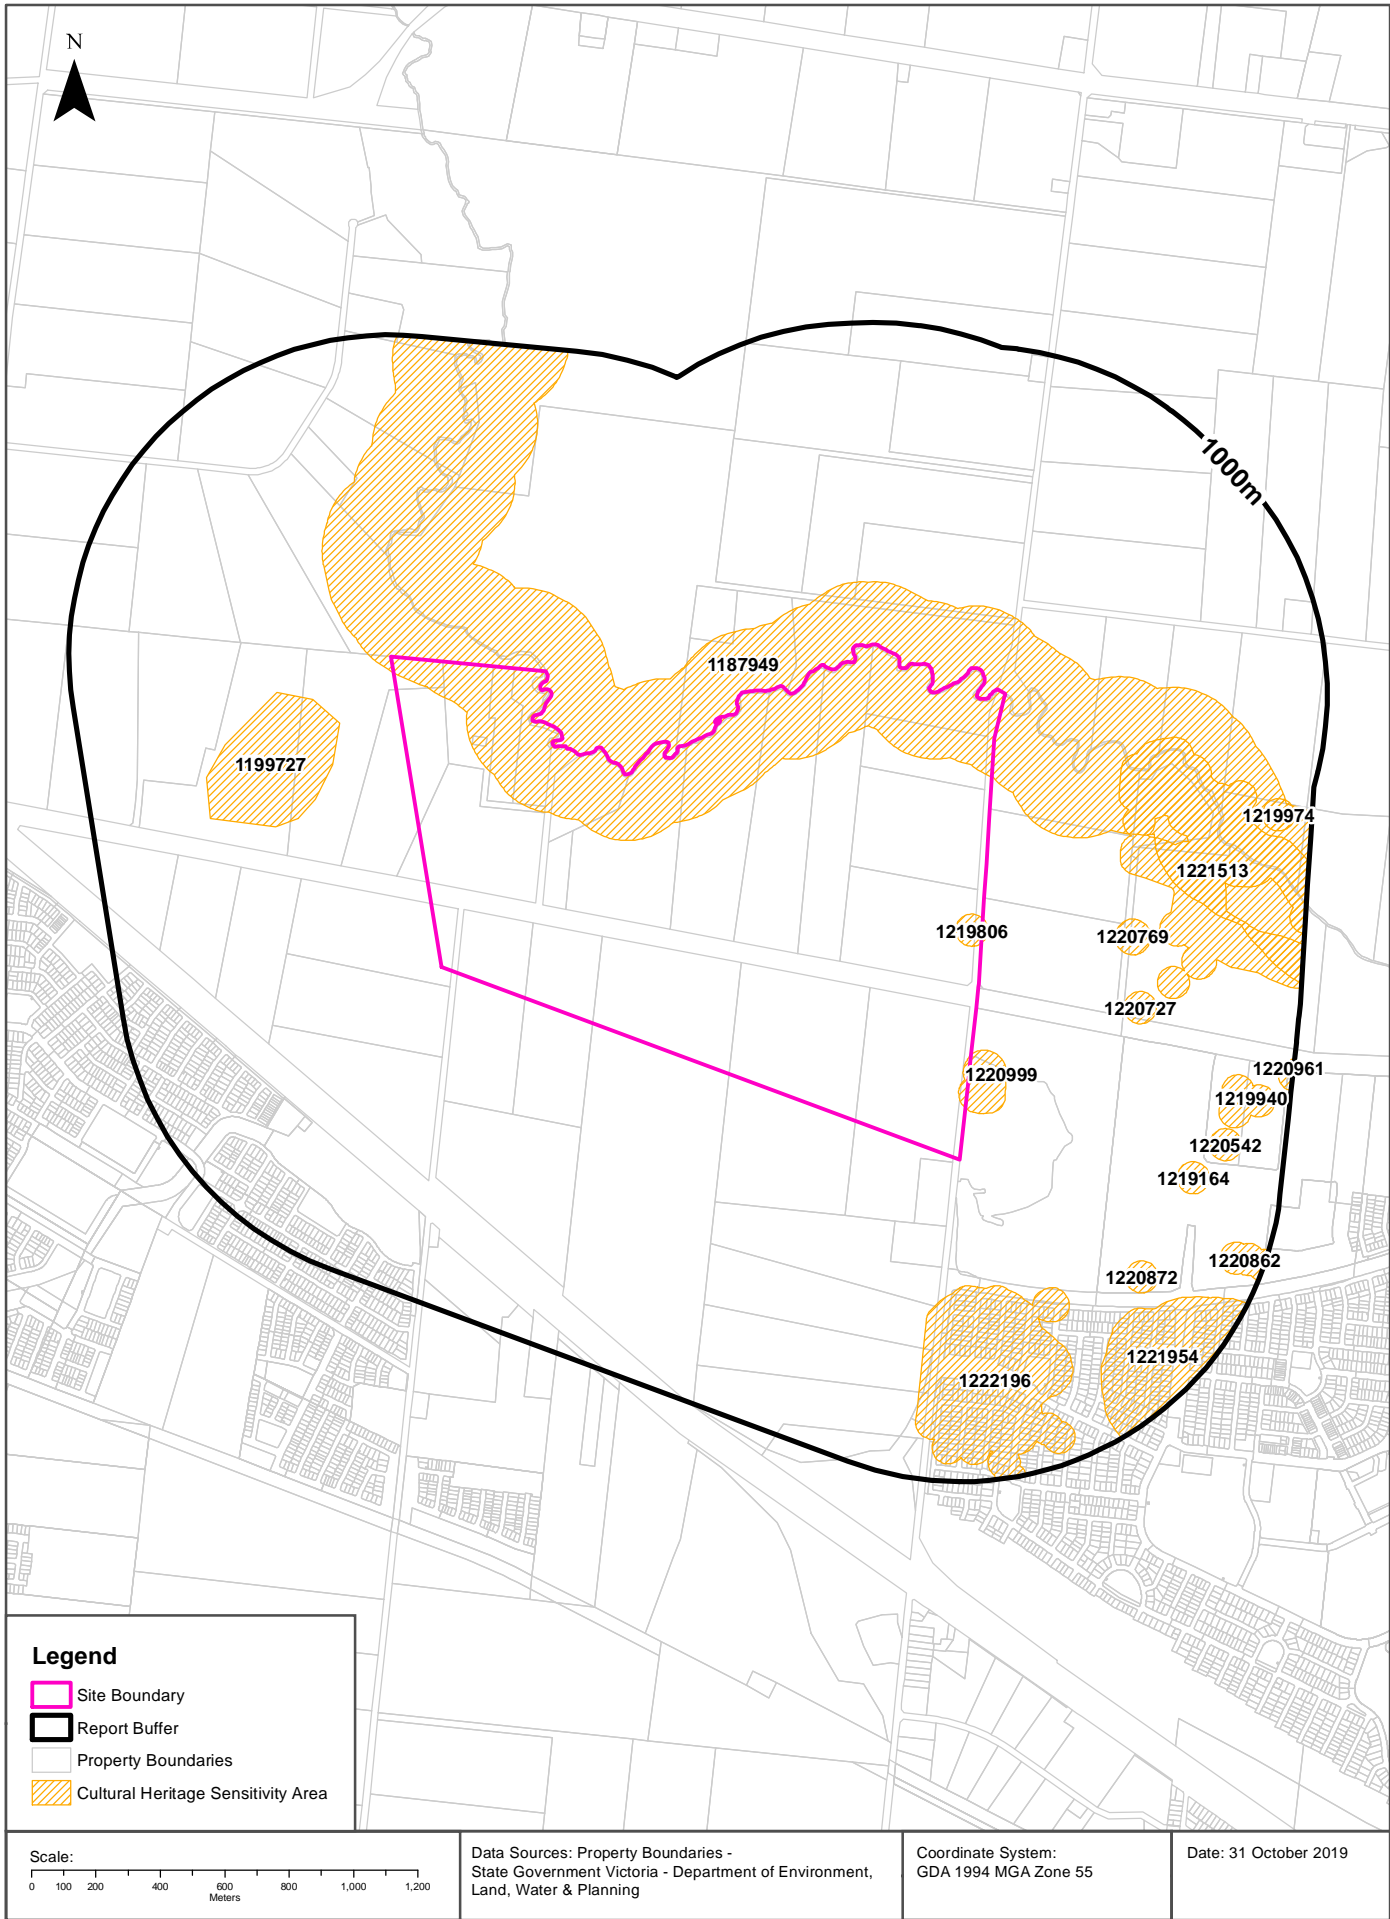 N
1000m
1187949
1199727
1219974
1221513
1219806
1220769
1220727
1220961
1220999
1219940
1220542
1219164
1220862
1220872
1221954
1222196
Legend
Site Boundary
Report Buffer
Property Boundaries
Cultural Heritage Sensitivity Area
Scale:
0 100 200 400 600 800 1,000 1,200
Meters
Data Sources: Property Boundaries -
State Government Victoria - Department of Environment,
Land, Water & Planning
Coordinate System:
GDA 1994 MGA Zone 55
Date: 31 October 2019